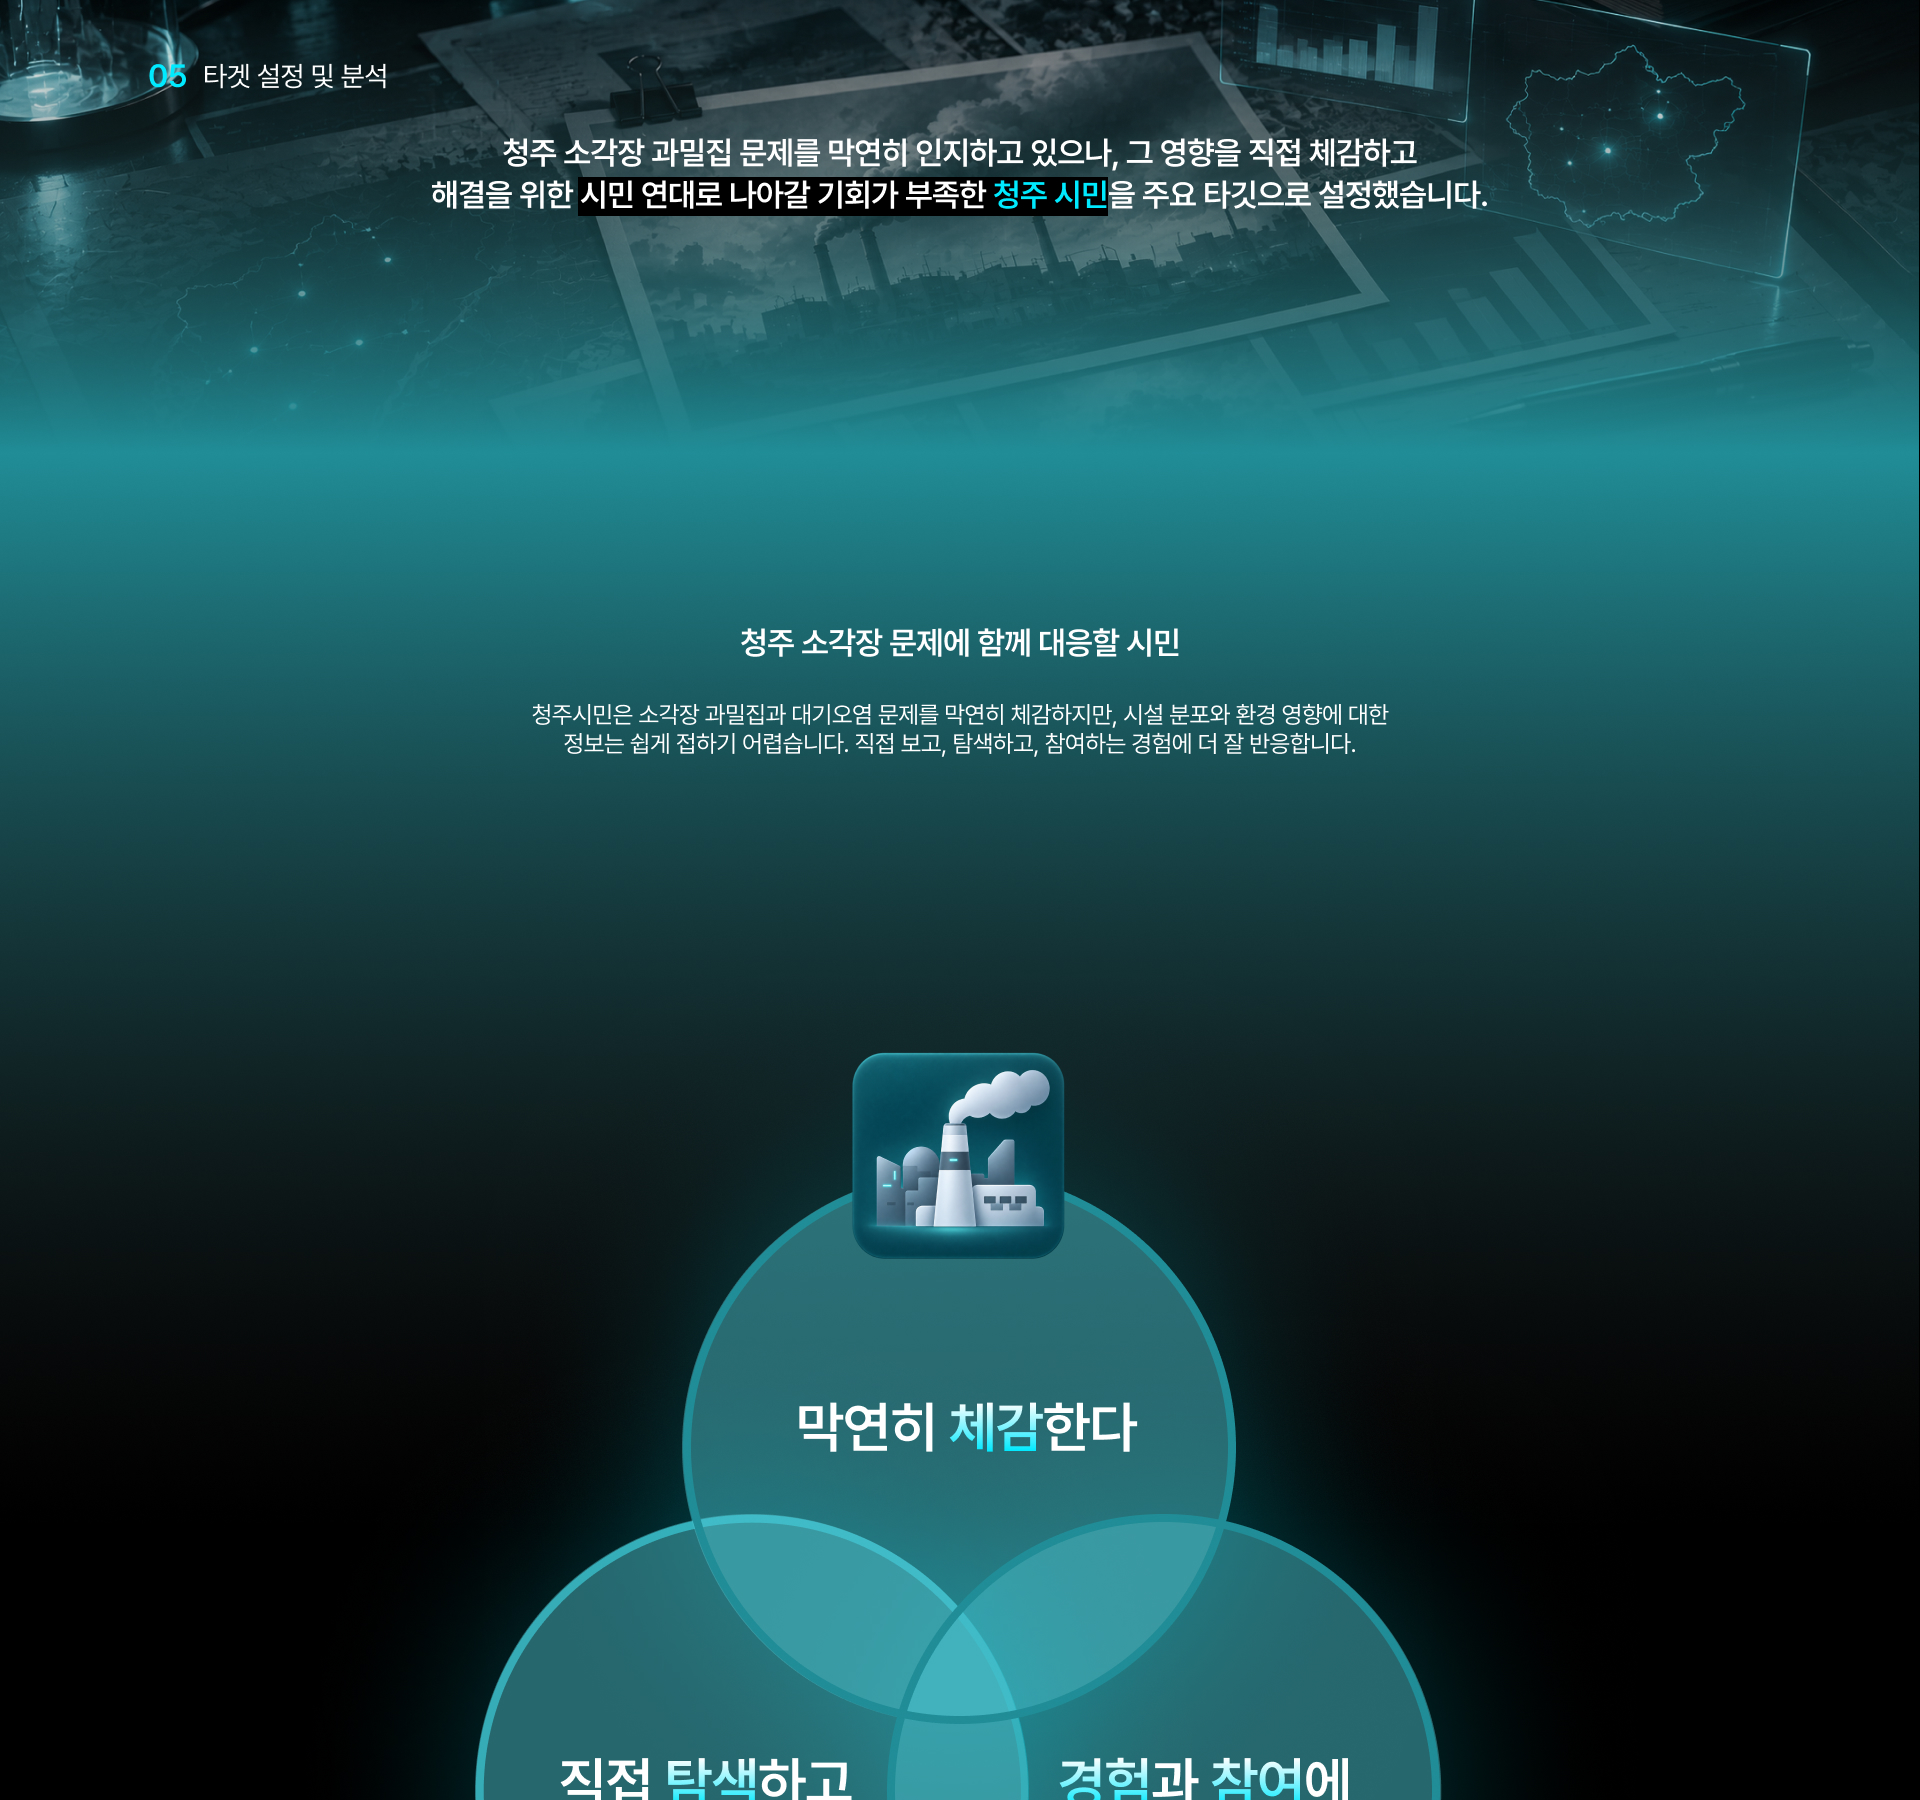 05 타겟 설정 및 분석
청주 소각장 과밀집 문제를 막연히 인지하고 있으나, 그 영향을 직접 체감하고
해결을 위한 시민 연대로 나아갈 기회가 부족한 청주 시민을 주요 타깃으로 설정했습니다.
청주 소각장 문제에 함께 대응할 시민
청주시민은 소각장 과밀집과 대기오염 문제를 막연히 체감하지만, 시설 분포와 환경 영향에 대한
정보는 쉽게 접하기 어렵습니다. 직접 보고, 탐색하고, 참여하는 경험에 더 잘 반응합니다.
막연히 체감한다
직접 탐색하고
경험과 참여에